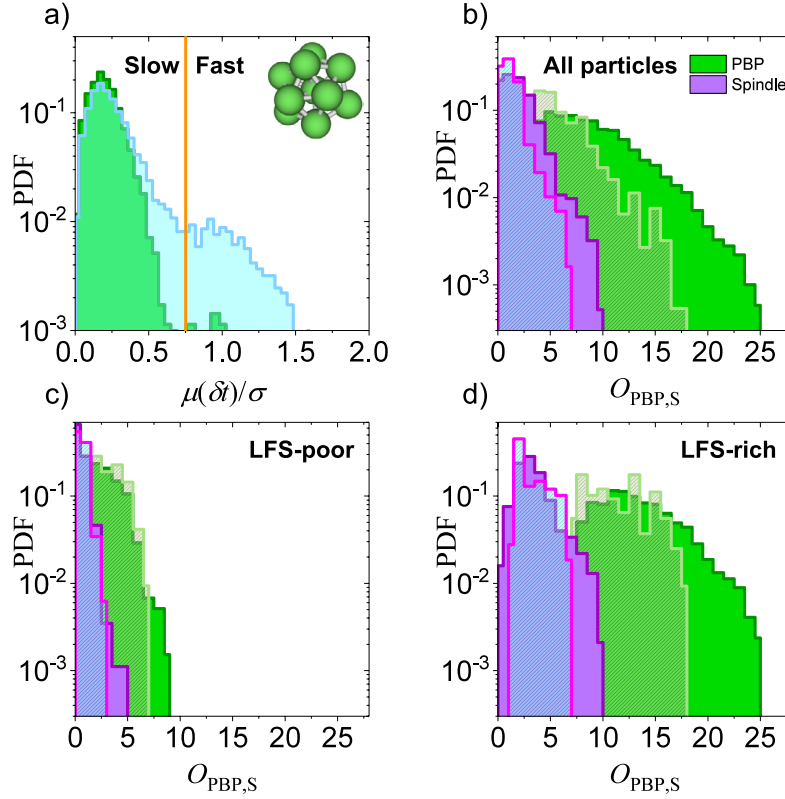 a)
Slow Fast
10⁻¹
10⁻²
10⁻³
PDF
0.0 0.5 1.0 1.5 2.0
μ(δt)/σ
b)
All particles
PBP
Spindle
10⁻¹
10⁻²
10⁻³
PDF
0 5 10 15 20 25
O_PBP,S
c)
LFS-poor
10⁻¹
10⁻²
10⁻³
PDF
0 5 10 15 20 25
O_PBP,S
d)
LFS-rich
10⁻¹
10⁻²
10⁻³
PDF
0 5 10 15 20 25
O_PBP,S